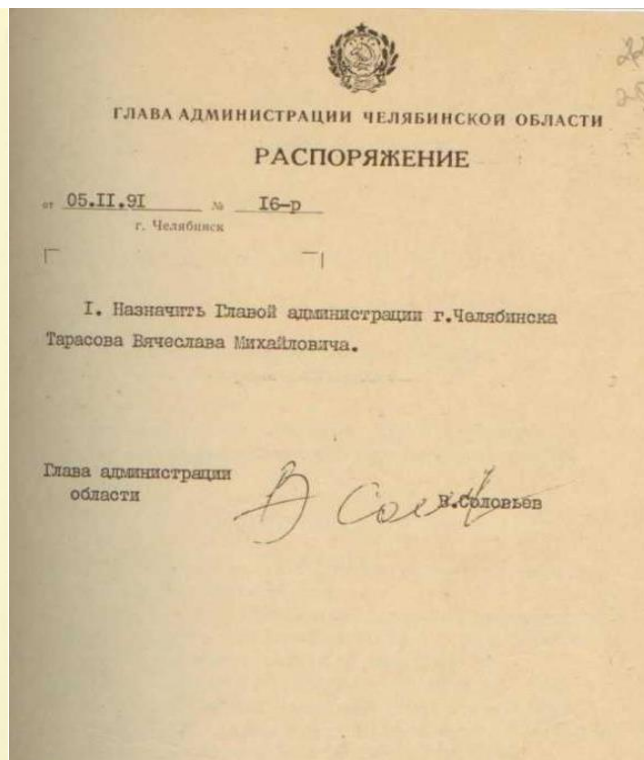 ГЛАВА АДМИНИСТРАЦИИ ЧЕЛЯБИНСКОЙ ОБЛАСТИ
РАСПОРЯЖЕНИЕ
от 05.II.9I № I6-р
г. Челябинск
I. Назначить Главой администрации г.Челябинска
Тарасова Вячеслава Михайловича.
Глава администрации
области В.Соловьев